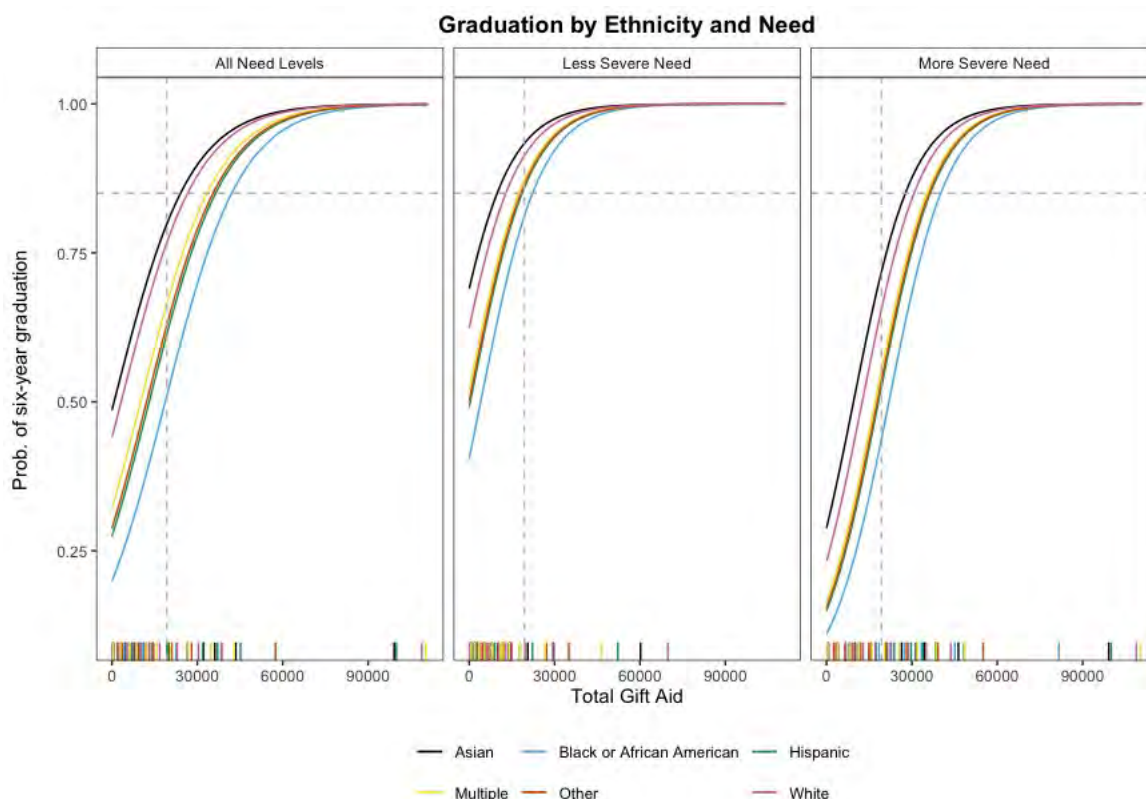 Graduation by Ethnicity and Need
All Need Levels
Less Severe Need
More Severe Need
Prob. of six-year graduation
1.00
0.75
0.50
0.25
0 30000 60000 90000
0 30000 60000 90000
0 30000 60000 90000
Total Gift Aid
Asian
Black or African American
Hispanic
Multiple
Other
White